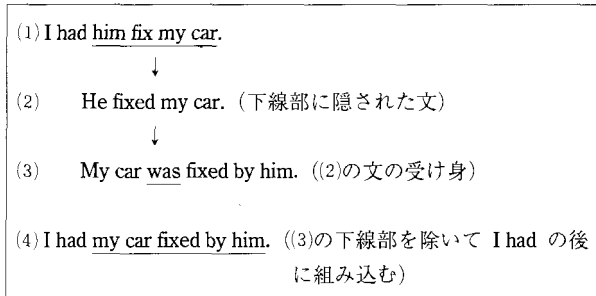 (1) I had him fix my car.
↓
(2) He fixed my car. (下線部に隠された文)
↓
(3) My car was fixed by him. ((2)の文の受け身)
(4) I had my car fixed by him. ((3)の下線部を除いて I had の後
に組み込む)